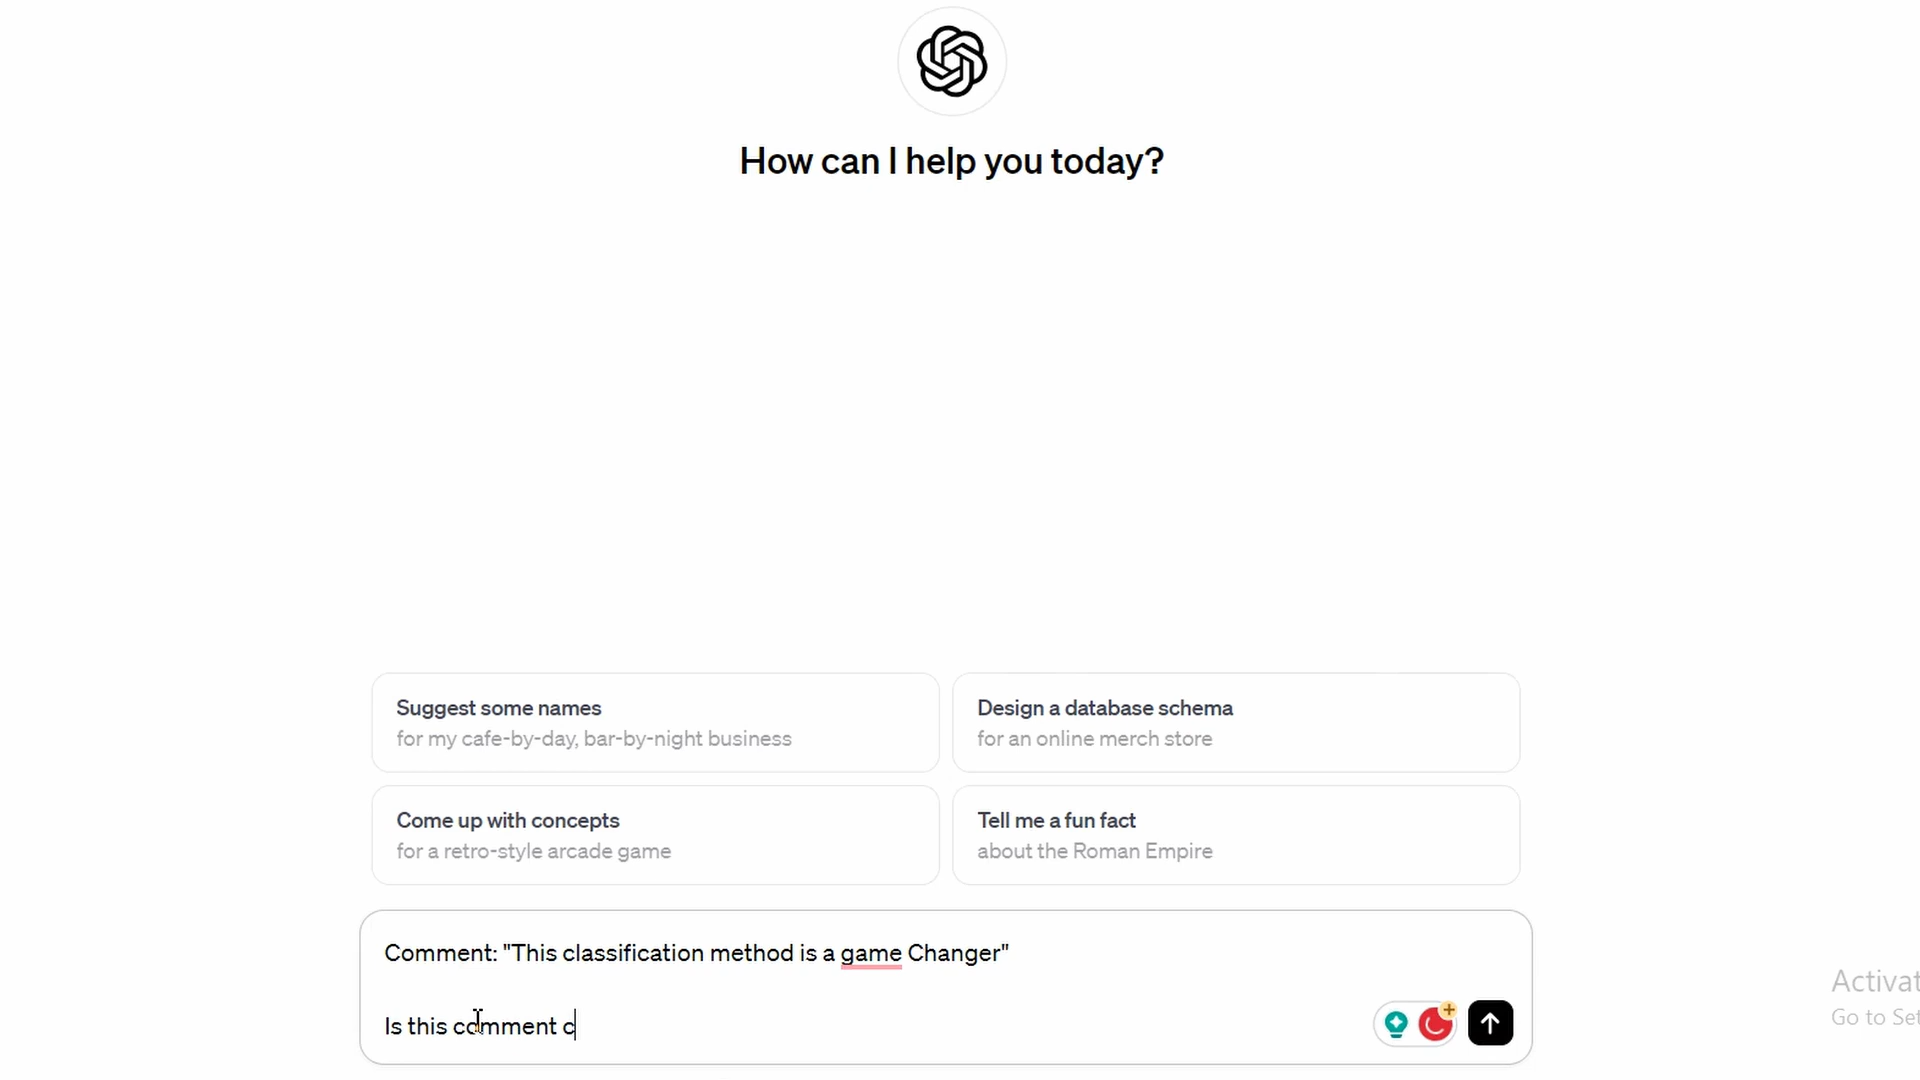 How can I help you today?
Suggest some names
for my cafe-by-day, bar-by-night business
Design a database schema
for an online merch store
Come up with concepts
for a retro-style arcade game
Tell me a fun fact
about the Roman Empire
Comment: "This classification method is a game Changer"
Is this comment c
Activat
Go to Set